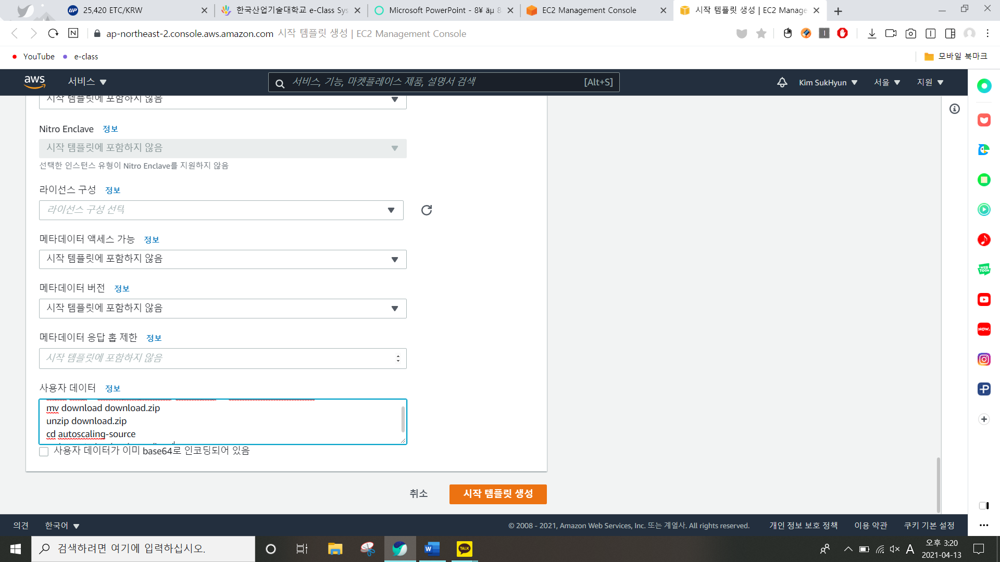 25,420 ETC/KRW
한국산업기술대학교 e-Class Sys
Microsoft PowerPoint - 8¥ äµ 8
EC2 Management Console
시작 템플릿 생성 | EC2 Manage
ap-northeast-2.console.aws.amazon.com 시작 템플릿 생성 | EC2 Management Console
YouTube
e-class
모바일 북마크
aws
서비스
서비스, 기능, 마켓플레이스 제품, 설명서 검색
[Alt+S]
Kim SukHyun
서울
지원
시작 템플릿에 포함하지 않음
Nitro Enclave 정보
시작 템플릿에 포함하지 않음
선택한 인스턴스 유형이 Nitro Enclave를 지원하지 않음
라이선스 구성 정보
라이선스 구성 선택
메타데이터 액세스 가능 정보
시작 템플릿에 포함하지 않음
메타데이터 버전 정보
시작 템플릿에 포함하지 않음
메타데이터 응답 홉 제한 정보
시작 템플릿에 포함하지 않음
사용자 데이터 정보
mv download download.zip
unzip download.zip
cd autoscaling-source
사용자 데이터가 이미 base64로 인코딩되어 있음
취소
시작 템플릿 생성
의견
한국어
© 2008 - 2021, Amazon Web Services, Inc. 또는 계열사. All rights reserved.
개인 정보 보호 정책
이용 약관
쿠키 기본 설정
WEB
TOON
NOW.
검색하려면 여기에 입력하십시오.
TALK
A
오후 3:20
2021-04-13